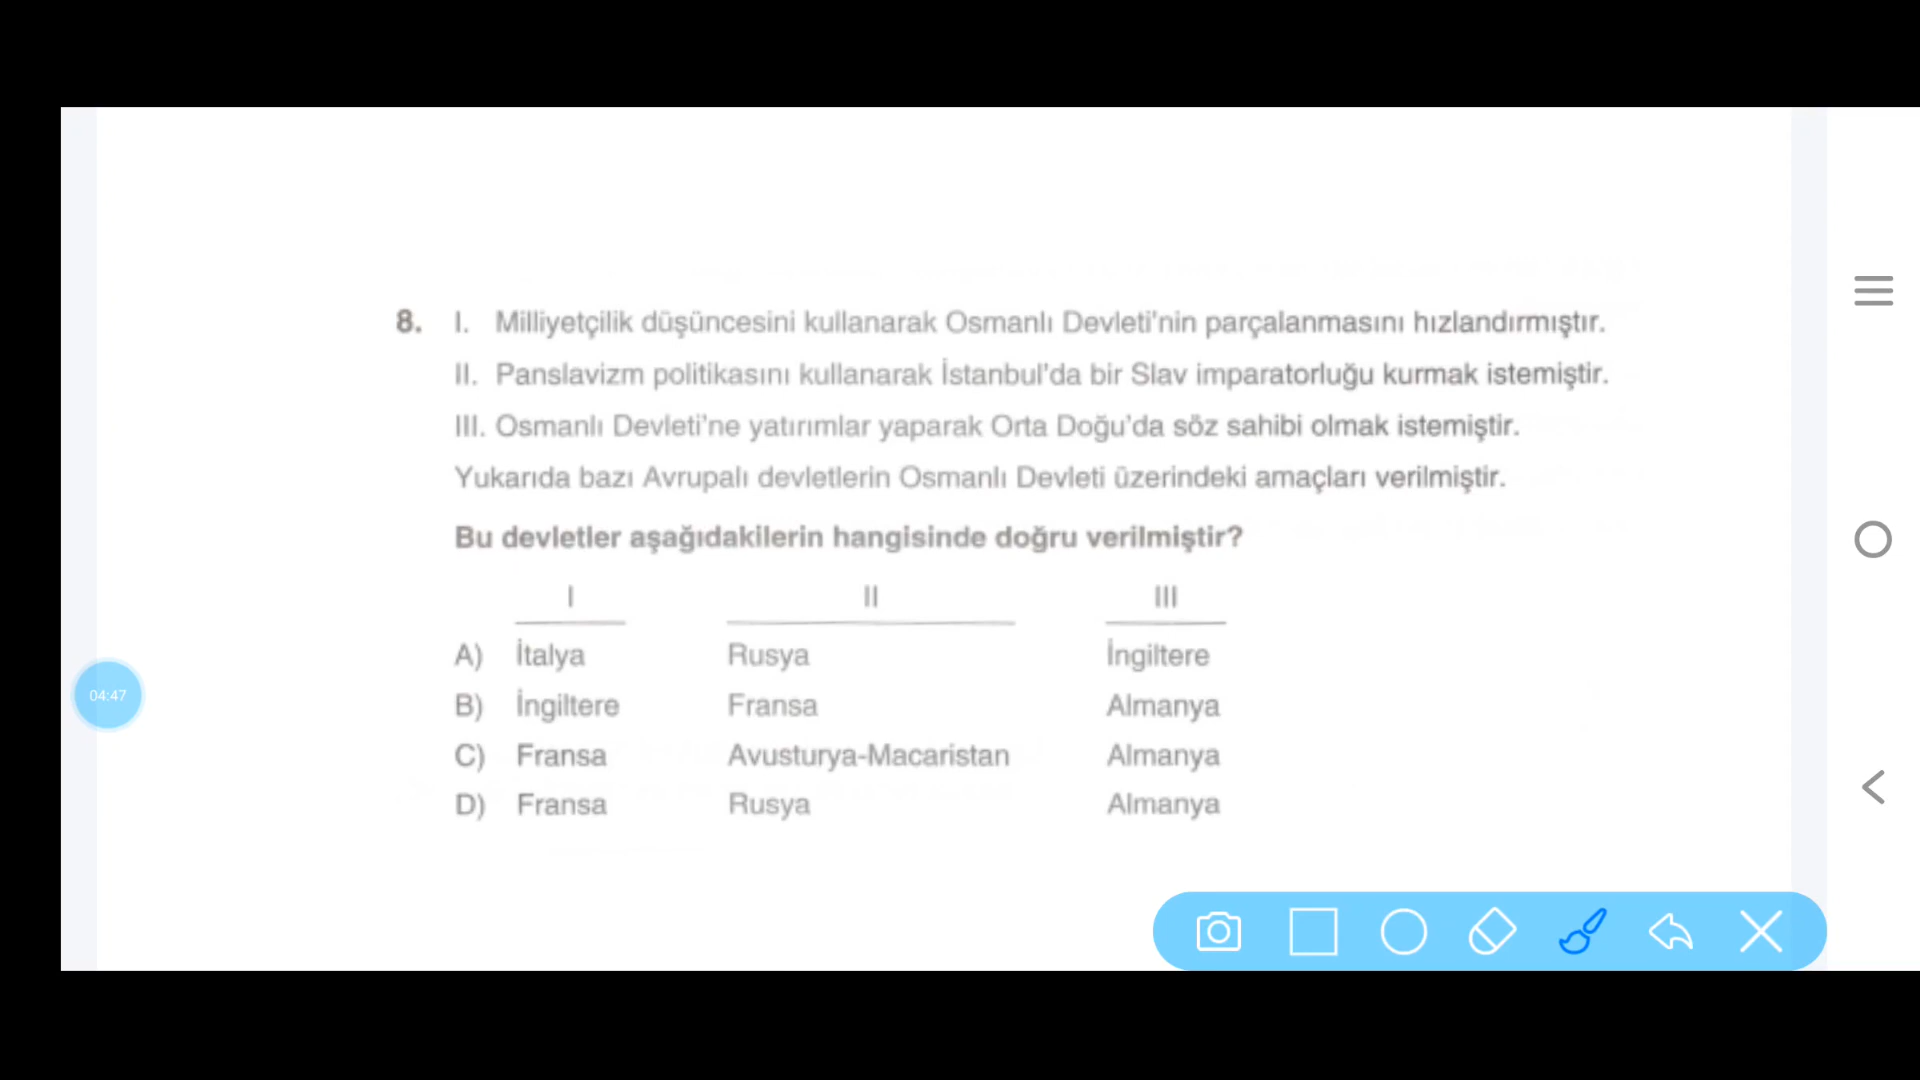 8. I. Milliyetçilik düşüncesini kullanarak Osmanlı Devleti'nin parçalanmasını hızlandırmıştır.
II. Panslavizm politikasını kullanarak İstanbul'da bir Slav imparatorluğu kurmak istemiştir.
III. Osmanlı Devleti'ne yatırımlar yaparak Orta Doğu'da söz sahibi olmak istemiştir.
Yukarıda bazı Avrupalı devletlerin Osmanlı Devleti üzerindeki amaçları verilmiştir.
Bu devletler aşağıdakilerin hangisinde doğru verilmiştir?
I II III
A) İtalya Rusya İngiltere
04:47
B) İngiltere Fransa Almanya
C) Fransa Avusturya-Macaristan Almanya
D) Fransa Rusya Almanya